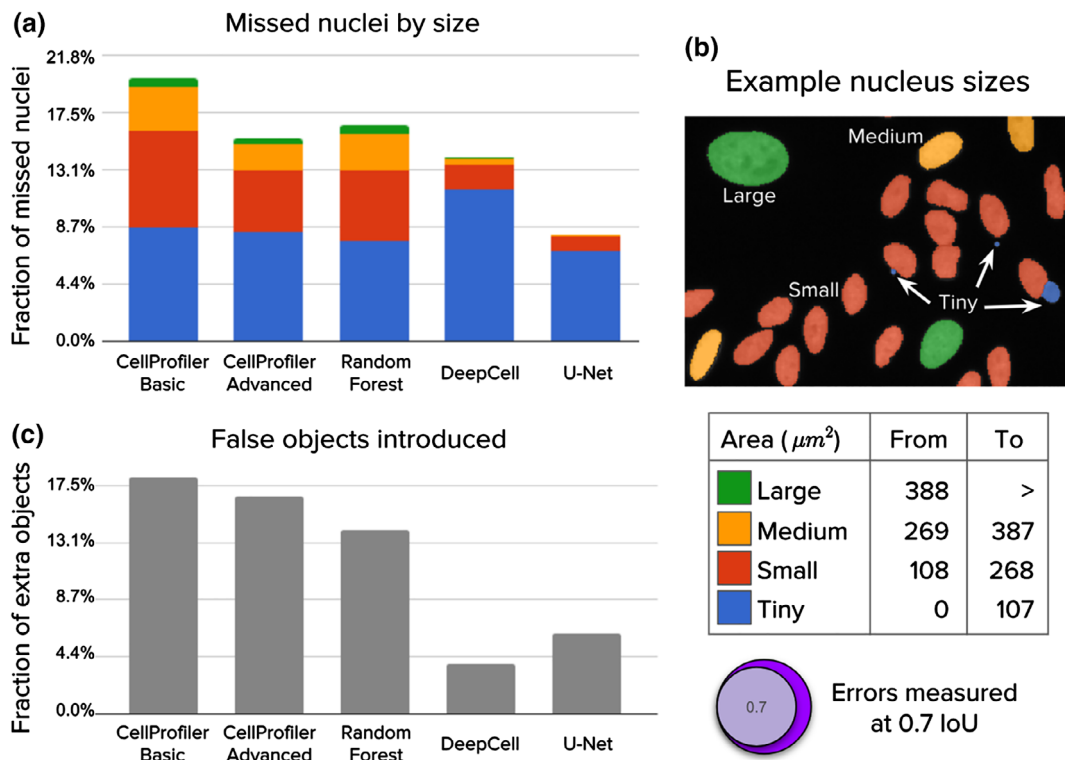 (a)
Missed nuclei by size
Fraction of missed nuclei
21.8%
17.5%
13.1%
8.7%
4.4%
0.0%
CellProfiler Basic
CellProfiler Advanced
Random Forest
DeepCell
U-Net
(b)
Example nucleus sizes
Medium
Large
Small
Tiny
Area (μm²) From To
Large 388 >
Medium 269 387
Small 108 268
Tiny 0 107
(c)
False objects introduced
Fraction of extra objects
17.5%
13.1%
8.7%
4.4%
0.0%
CellProfiler Basic
CellProfiler Advanced
Random Forest
DeepCell
U-Net
0.7
Errors measured
at 0.7 IoU